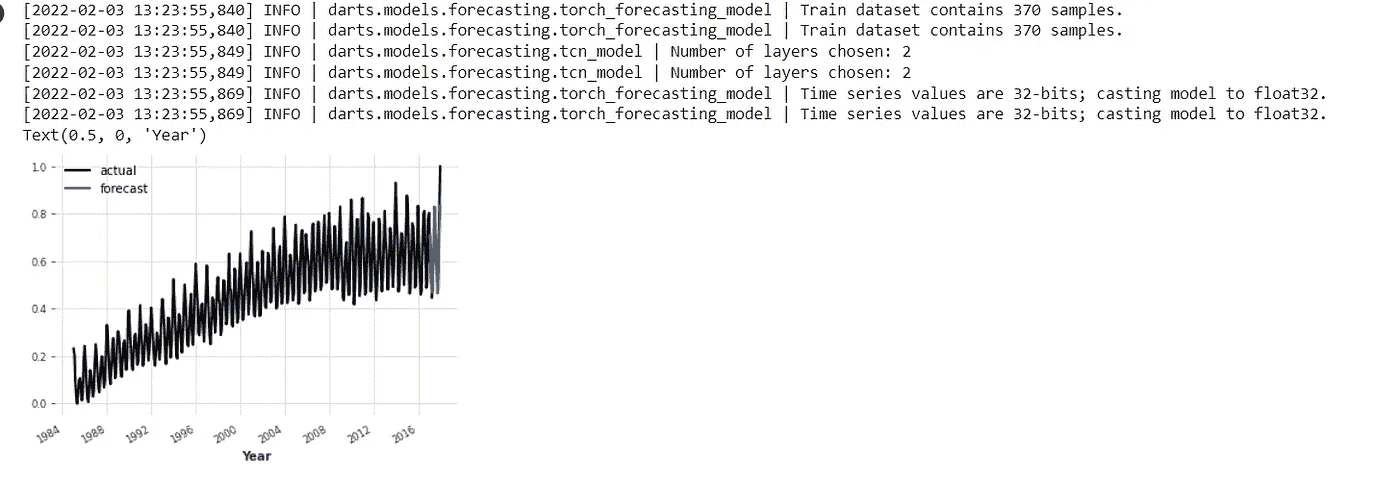 [2022-02-03 13:23:55,840] INFO | darts.models.forecasting.torch_forecasting_model | Train dataset contains 370 samples.
[2022-02-03 13:23:55,840] INFO | darts.models.forecasting.torch_forecasting_model | Train dataset contains 370 samples.
[2022-02-03 13:23:55,849] INFO | darts.models.forecasting.tcn_model | Number of layers chosen: 2
[2022-02-03 13:23:55,849] INFO | darts.models.forecasting.tcn_model | Number of layers chosen: 2
[2022-02-03 13:23:55,869] INFO | darts.models.forecasting.torch_forecasting_model | Time series values are 32-bits; casting model to float32.
[2022-02-03 13:23:55,869] INFO | darts.models.forecasting.torch_forecasting_model | Time series values are 32-bits; casting model to float32.
Text(0.5, 0, 'Year')
actual
forecast
1.0
0.8
0.6
0.4
0.2
0.0
1984 1988 1992 1996 2000 2004 2008 2012 2016
Year